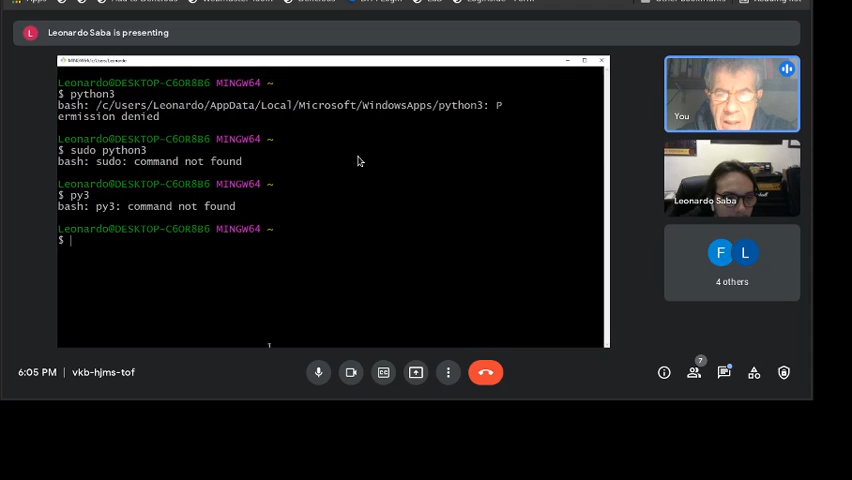 Apps
Leonardo Saba is presenting
Leonardo@DESKTOP-C6OR8B6 MINGW64 ~
$ python3
bash: /c/Users/Leonardo/AppData/Local/Microsoft/WindowsApps/python3: P
ermission denied
Leonardo@DESKTOP-C6OR8B6 MINGW64 ~
$ sudo python3
bash: sudo: command not found
Leonardo@DESKTOP-C6OR8B6 MINGW64 ~
$ py3
bash: py3: command not found
Leonardo@DESKTOP-C6OR8B6 MINGW64 ~
$
L
You
Leonardo Saba
F L
4 others
6:05 PM | vkb-hjms-tof
7